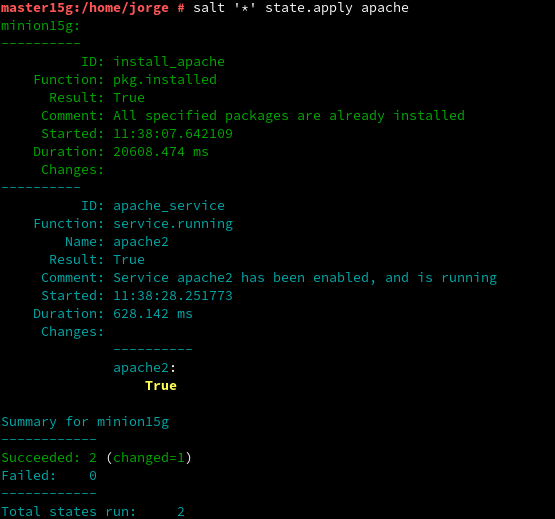 master15g:/home/jorge # salt '*' state.apply apache
minion15g:
----------
          ID: install_apache
    Function: pkg.installed
      Result: True
     Comment: All specified packages are already installed
     Started: 11:38:07.642109
    Duration: 20608.474 ms
     Changes:
----------
          ID: apache_service
    Function: service.running
        Name: apache2
      Result: True
     Comment: Service apache2 has been enabled, and is running
     Started: 11:38:28.251773
    Duration: 628.142 ms
     Changes:
              ----------
              apache2:
                  True
Summary for minion15g
------------
Succeeded: 2 (changed=1)
Failed:    0
------------
Total states run:     2